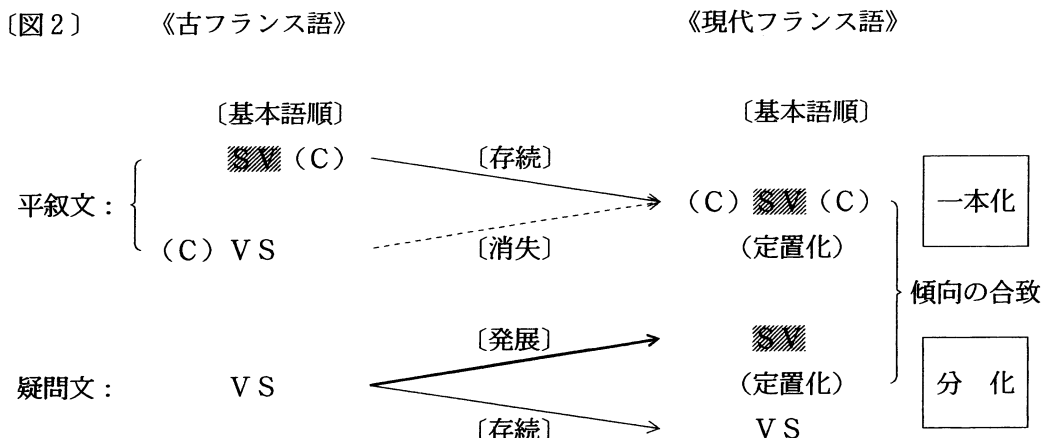 〔図2〕 《古フランス語》 《現代フランス語》
〔基本語順〕 〔基本語順〕
SV(C) 〔存続〕 一本化
平叙文: (C)SV(C)
(C)VS 〔消失〕 (定置化)
傾向の合致
〔発展〕 SV
疑問文: VS (定置化) 分 化
〔存続〕 VS